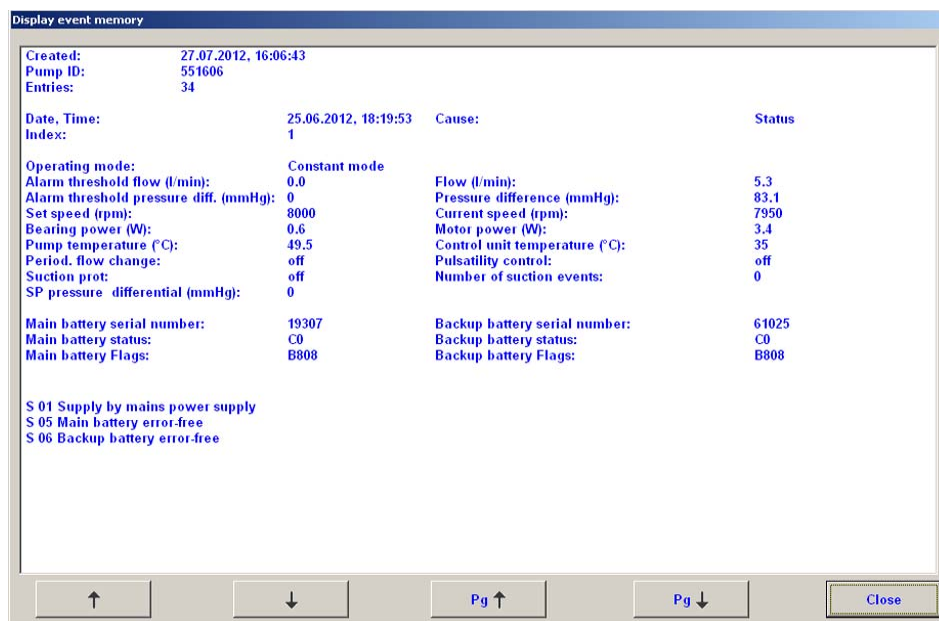 Display event memory
Created: 27.07.2012, 16:06:43
Pump ID: 551606
Entries: 34
Date, Time: 25.06.2012, 18:19:53 Cause: Status
Index: 1
Operating mode: Constant mode
Alarm threshold flow (l/min): 0.0 Flow (l/min): 5.3
Alarm threshold pressure diff. (mmHg): 0 Pressure difference (mmHg): 83.1
Set speed (rpm): 8000 Current speed (rpm): 7950
Bearing power (W): 0.6 Motor power (W): 3.4
Pump temperature (°C): 49.5 Control unit temperature (°C): 35
Period. flow change: off Pulsatility control: off
Suction prot: off Number of suction events: 0
SP pressure differential (mmHg): 0
Main battery serial number: 19307 Backup battery serial number: 61025
Main battery status: C0 Backup battery status: C0
Main battery Flags: B808 Backup battery Flags: B808
S 01 Supply by mains power supply
S 05 Main battery error-free
S 06 Backup battery error-free
↑ ↓ Pg ↑ Pg ↓ Close